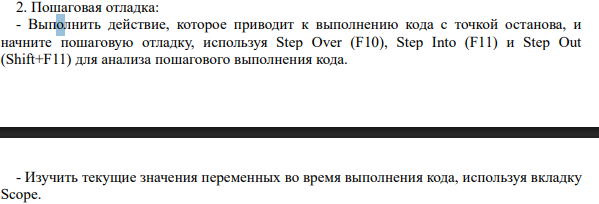 2. Пошаговая отладка:
- Выполнить действие, которое приводит к выполнению кода с точкой останова, и
начните пошаговую отладку, используя Step Over (F10), Step Into (F11) и Step Out
(Shift+F11) для анализа пошагового выполнения кода.
- Изучить текущие значения переменных во время выполнения кода, используя вкладку
Scope.